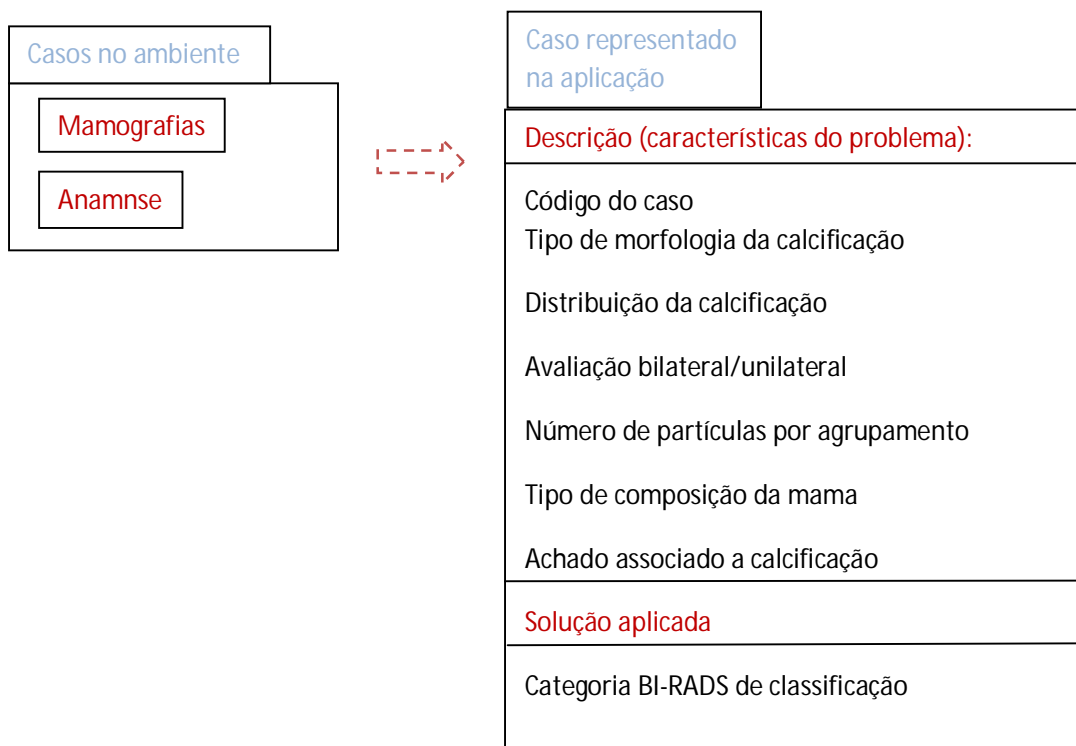 Casos no ambiente
Mamografias
Anamnse
Caso representado
na aplicação
Descrição (características do problema):
Código do caso
Tipo de morfologia da calcificação
Distribuição da calcificação
Avaliação bilateral/unilateral
Número de partículas por agrupamento
Tipo de composição da mama
Achado associado a calcificação
Solução aplicada
Categoria BI-RADS de classificação